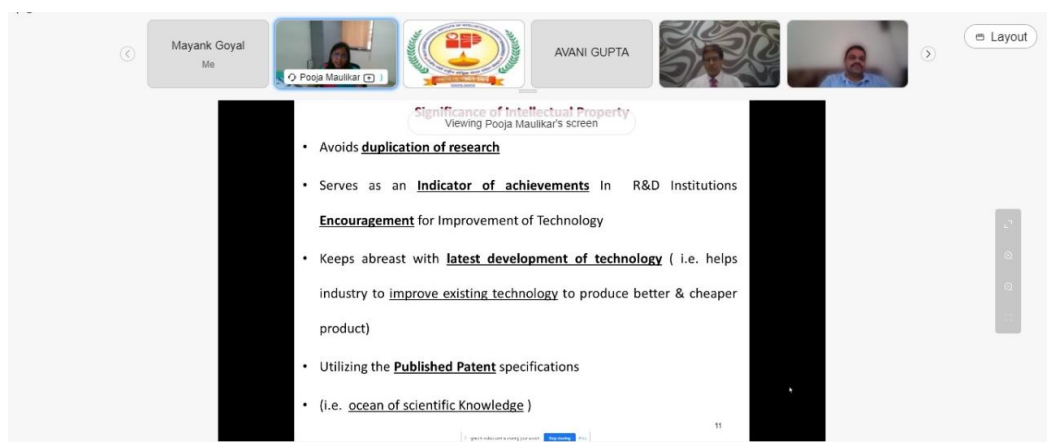 Mayank Goyal
Me
Pooja Maulikar
AVANI GUPTA
Layout
Significance of Intellectual Property
Viewing Pooja Maulikar's screen
• Avoids duplication of research
• Serves as an Indicator of achievements In R&D Institutions
Encouragement for Improvement of Technology
• Keeps abreast with latest development of technology ( i.e. helps
industry to improve existing technology to produce better & cheaper
product)
• Utilizing the Published Patent specifications
• (i.e. ocean of scientific Knowledge )
11
Stop sharing